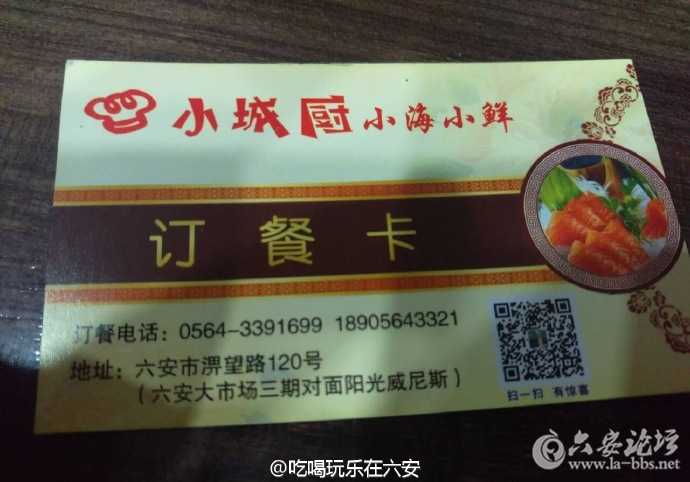 小城厨小海小鲜
订餐卡
订餐电话：0564-3391699 18905643321
地址：六安市淠望路120号
（六安大市场三期对面阳光威尼斯）
扫一扫 有惊喜
@吃喝玩乐在六安
六安论坛
www.la-bbs.net